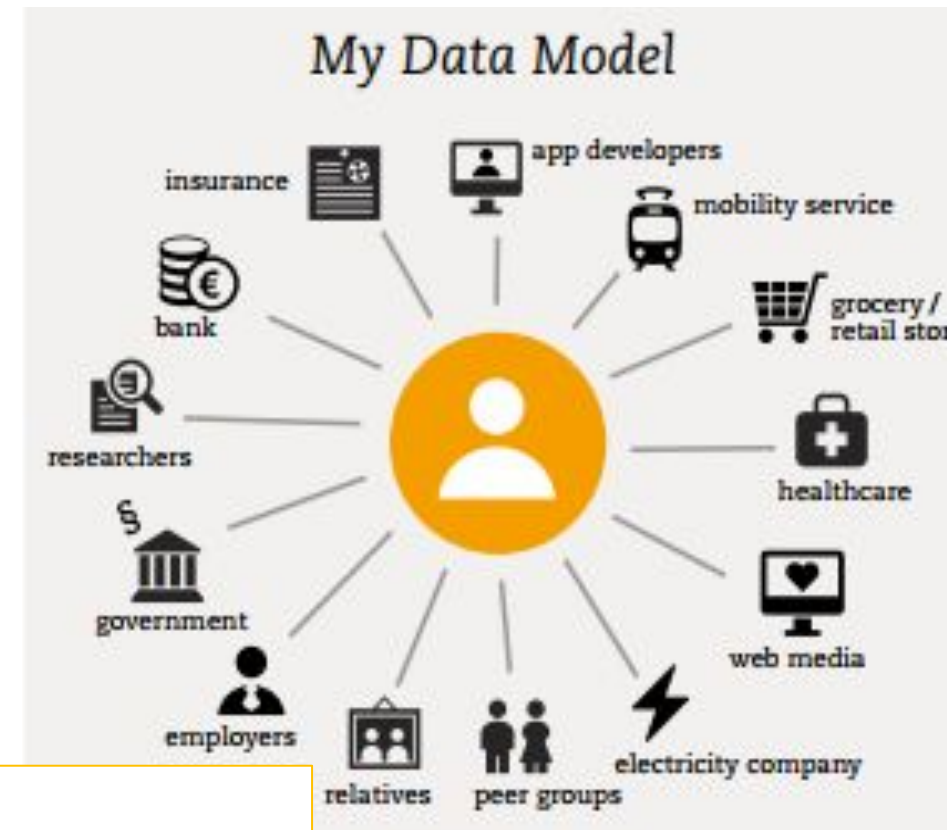 My Data Model
app developers
insurance
mobility service
€
grocery /
retail stor
bank
researchers
healthcare
§
government
web media
employers
electricity company
relatives
peer groups